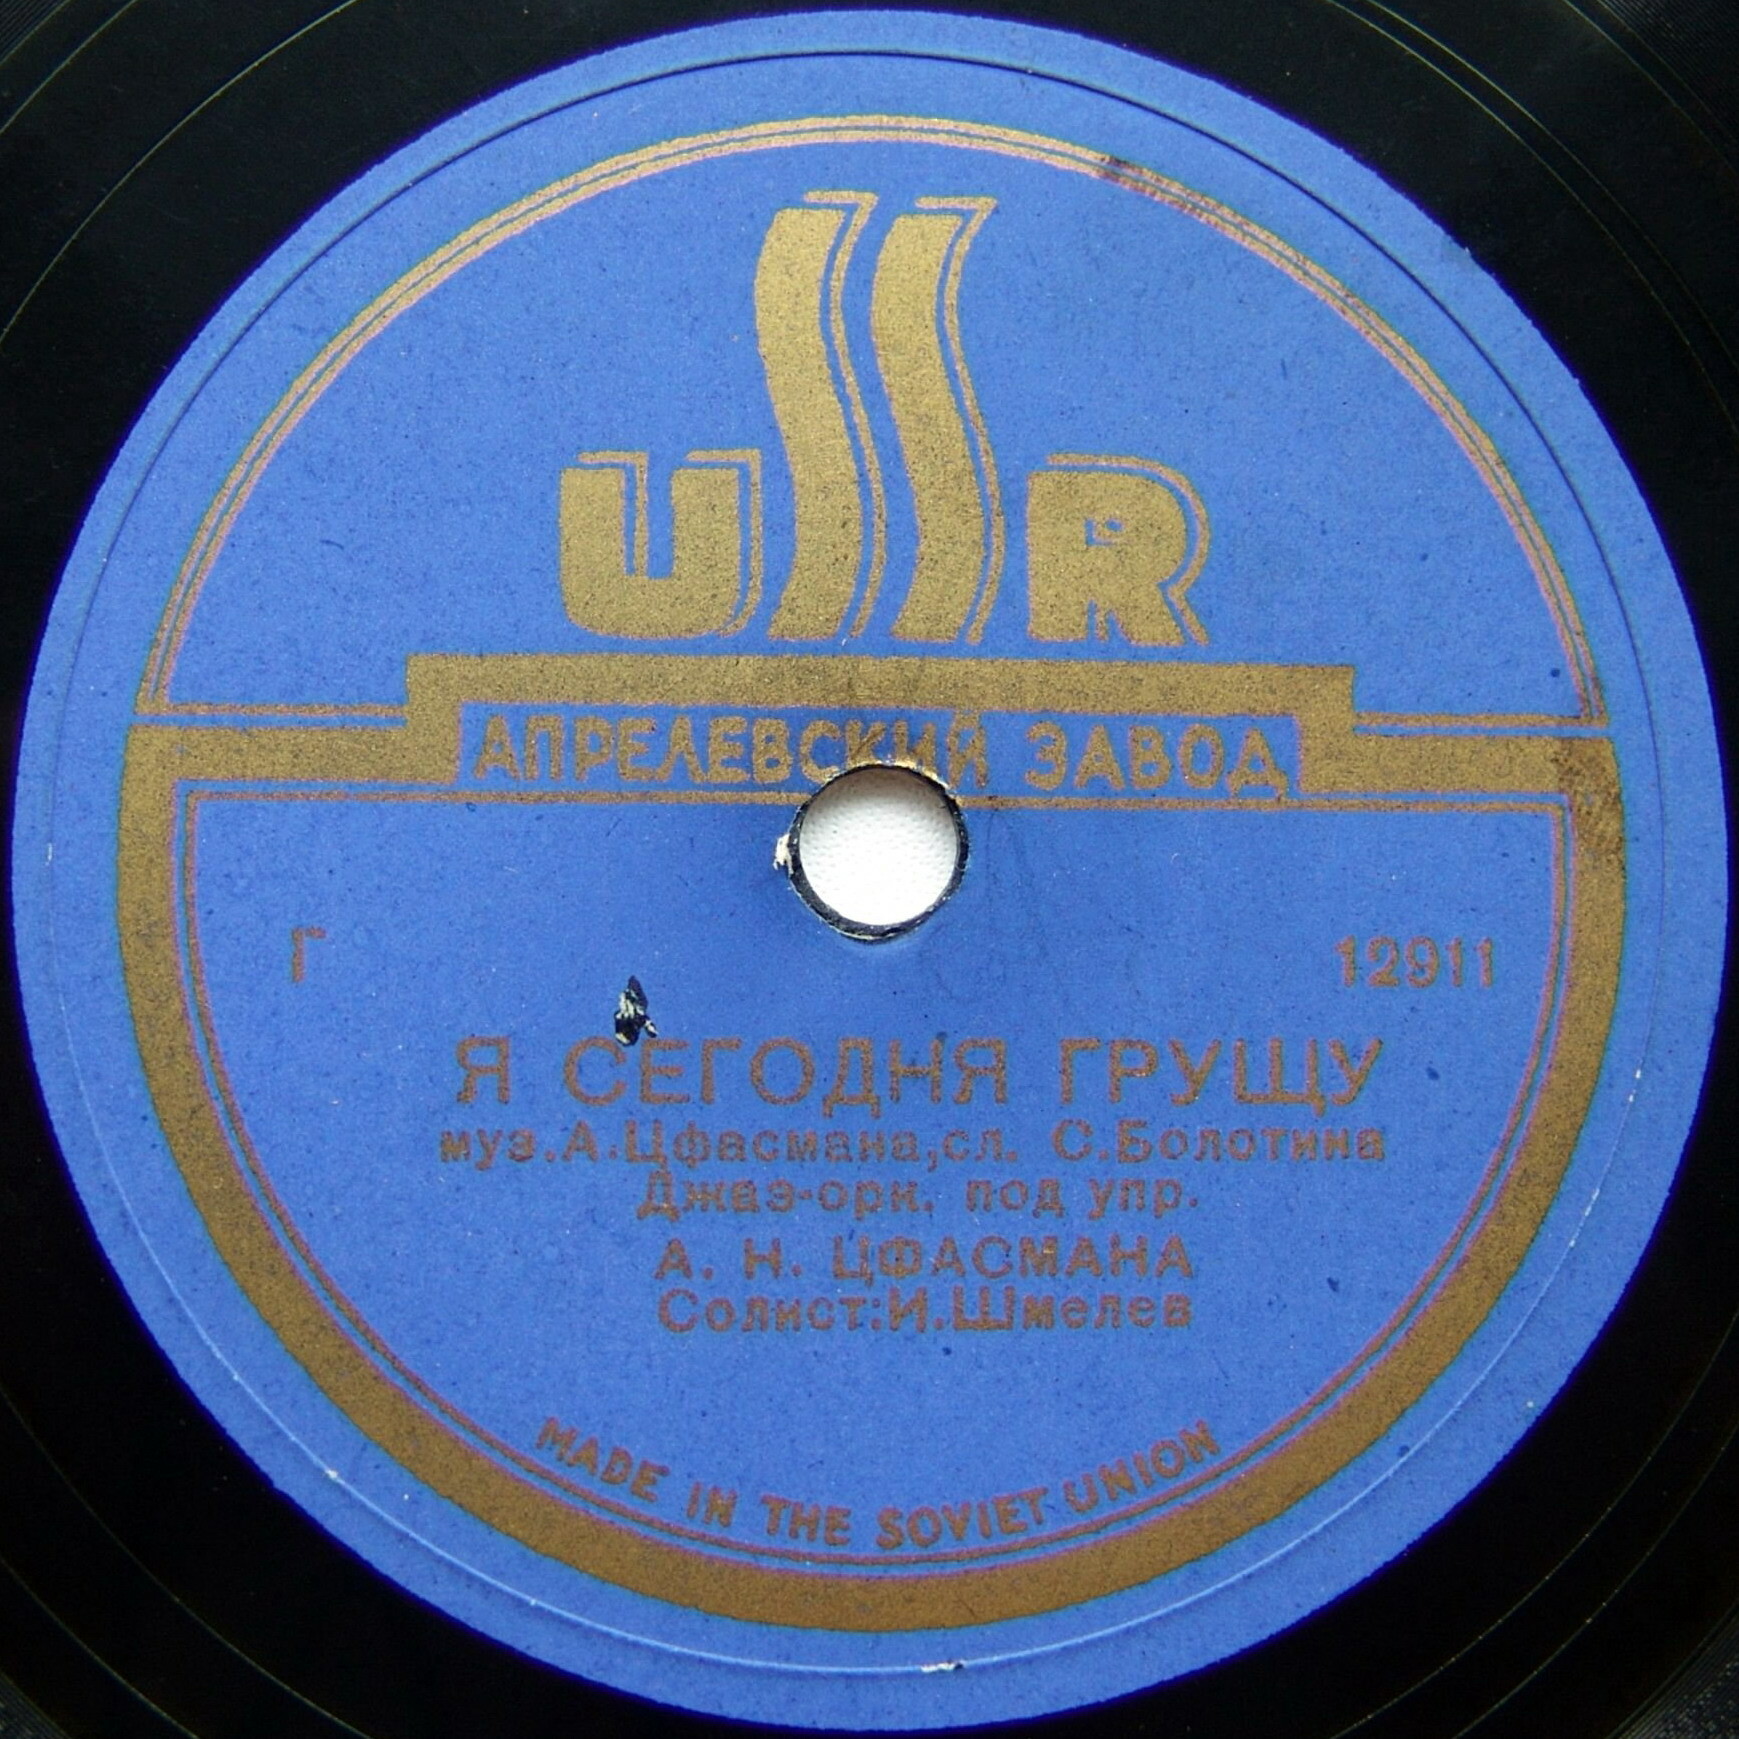 USSR
АПРЕЛЕВСКИЙ ЗАВОД
Г 12911
Я СЕГОДНЯ ГРУЩУ
муз.А.Цфасмана,сл. С.Болотина
Джаз-орк. под упр.
А. Н. ЦФАСМАНА
Солист:И.Шмелев
MADE IN THE SOVIET UNION